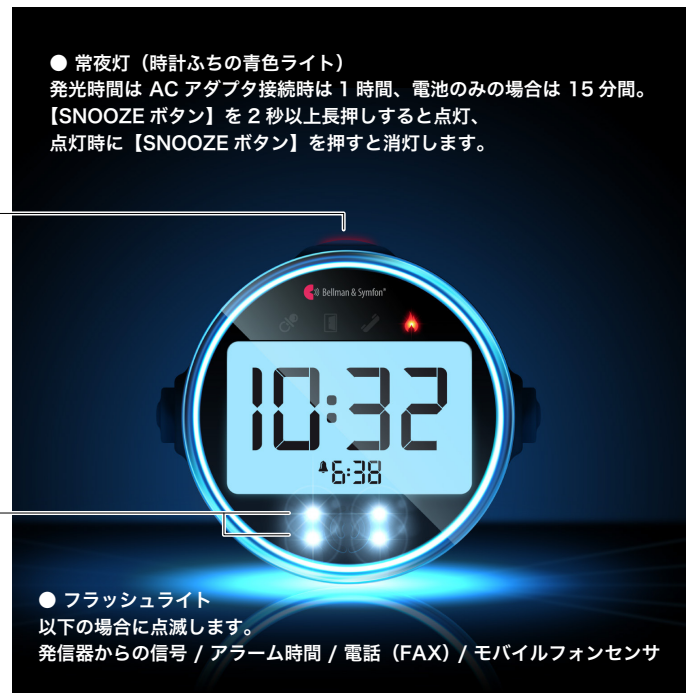 ● 常夜灯（時計ふちの青色ライト）
発光時間は AC アダプタ接続時は 1 時間、電池のみの場合は 15 分間。
【SNOOZE ボタン】を 2 秒以上長押しすると点灯、
点灯時に【SNOOZE ボタン】を押すと消灯します。
Bellman & Symfon®
10:32
6:38
● フラッシュライト
以下の場合に点滅します。
発信器からの信号 / アラーム時間 / 電話（FAX）/ モバイルフォンセンサ